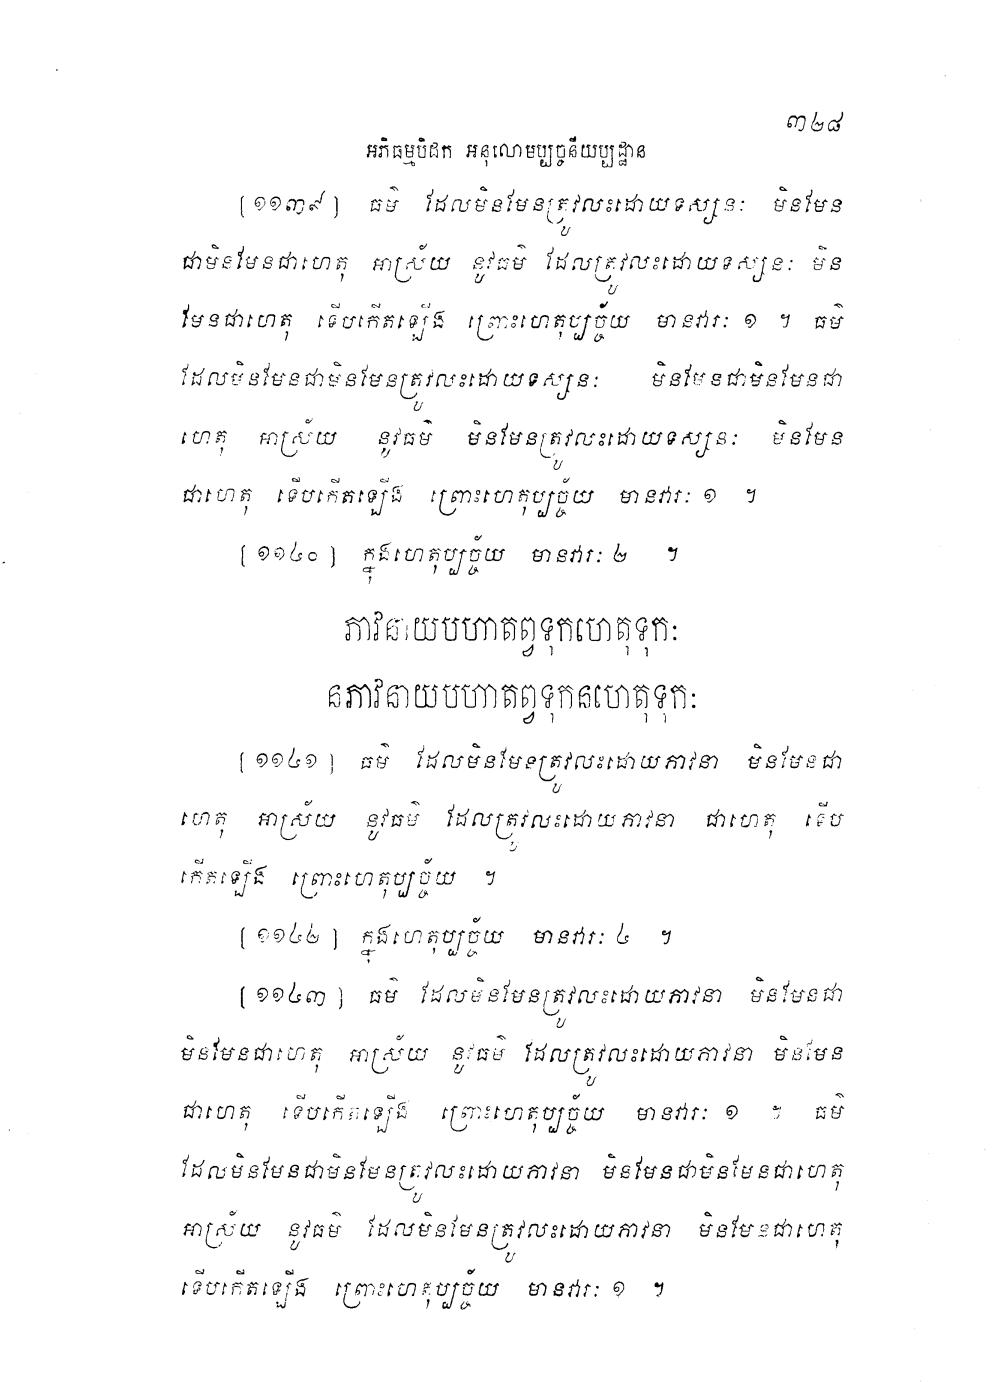 ៣២៨
អភិធម្មបិដក អនុលោមប្បច្ចនីយប្បដ្ឋាន
[១១៣៩] ធម៌ ដែលមិនមែនត្រូវលះដោយទស្សនៈ មិនមែន
ជាមិនមែនជាហេតុ អាស្រ័យ នូវធម៌ ដែលត្រូវលះដោយទស្សនៈ មិន
មែនជាហេតុ ទើបកើតឡើង ព្រោះហេតុប្បច្ច័យ មានវារៈ ១ ។ ធម៌
ដែលមិនមែនជាមិនមែនត្រូវលះដោយទស្សនៈ មិនមែនជាមិនមែនជា
ហេតុ អាស្រ័យ នូវធម៌ មិនមែនត្រូវលះដោយទស្សនៈ មិនមែន
ជាហេតុ ទើបកើតឡើង ព្រោះហេតុប្បច្ច័យ មានវារៈ ១ ។
[១១៤០] ក្នុងហេតុប្បច្ច័យ មានវារៈ ២ ។
ភាវនាយបហាតព្វទុកហេតុទុកៈ
នភាវនាយបហាតព្វទុកនហេតុទុកៈ
[១១៤១] ធម៌ ដែលមិនមែនត្រូវលះដោយភាវនា មិនមែនជា
ហេតុ អាស្រ័យ នូវធម៌ ដែលត្រូវលះដោយភាវនា ជាហេតុ ទើប
កើតឡើង ព្រោះហេតុប្បច្ច័យ ។
[១១៤២] ក្នុងហេតុប្បច្ច័យ មានវារៈ ៤ ។
[១១៤៣] ធម៌ ដែលមិនមែនត្រូវលះដោយភាវនា មិនមែនជា
មិនមែនជាហេតុ អាស្រ័យ នូវធម៌ ដែលត្រូវលះដោយភាវនា មិនមែន
ជាហេតុ ទើបកើតឡើង ព្រោះហេតុប្បច្ច័យ មានវារៈ ១ ។ ធម៌
ដែលមិនមែនជាមិនមែនត្រូវលះដោយភាវនា មិនមែនជាមិនមែនជាហេតុ
អាស្រ័យ នូវធម៌ ដែលមិនមែនត្រូវលះដោយភាវនា មិនមែនជាហេតុ
ទើបកើតឡើង ព្រោះហេតុប្បច្ច័យ មានវារៈ ១ ។